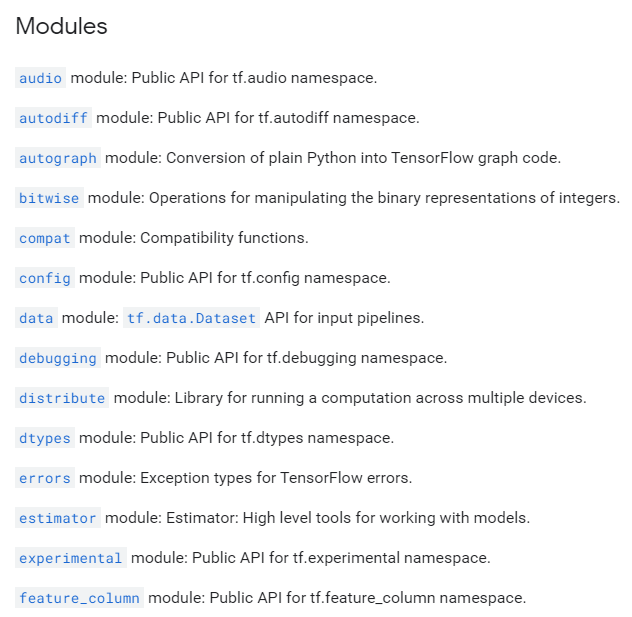 Modules
audio module: Public API for tf.audio namespace.
autodiff module: Public API for tf.autodiff namespace.
autograph module: Conversion of plain Python into TensorFlow graph code.
bitwise module: Operations for manipulating the binary representations of integers.
compat module: Compatibility functions.
config module: Public API for tf.config namespace.
data module: tf.data.Dataset API for input pipelines.
debugging module: Public API for tf.debugging namespace.
distribute module: Library for running a computation across multiple devices.
dtypes module: Public API for tf.dtypes namespace.
errors module: Exception types for TensorFlow errors.
estimator module: Estimator: High level tools for working with models.
experimental module: Public API for tf.experimental namespace.
feature_column module: Public API for tf.feature_column namespace.